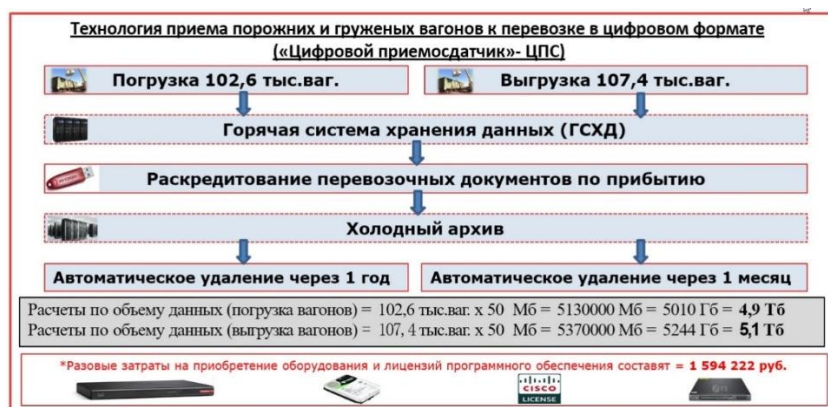 Технология приема порожних и груженых вагонов к перевозке в цифровом формате
(«Цифровой приемосдатчик»- ЦПС)
Погрузка 102,6 тыс.ваг.
Выгрузка 107,4 тыс.ваг.
Горячая система хранения данных (ГСХД)
Раскредитование перевозочных документов по прибытию
Холодный архив
Автоматическое удаление через 1 год
Автоматическое удаление через 1 месяц
Расчеты по объему данных (погрузка вагонов) = 102,6 тыс.ваг. х 50 Мб = 5130000 Мб = 5010 Гб = 4,9 Тб
Расчеты по объему данных (выгрузка вагонов) = 107, 4 тыс.ваг. х 50 Мб = 5370000 Мб = 5244 Гб = 5,1 Тб
*Разовые затраты на приобретение оборудования и лицензий программного обеспечения составят = 1 594 222 руб.
CISCO
LICENSE